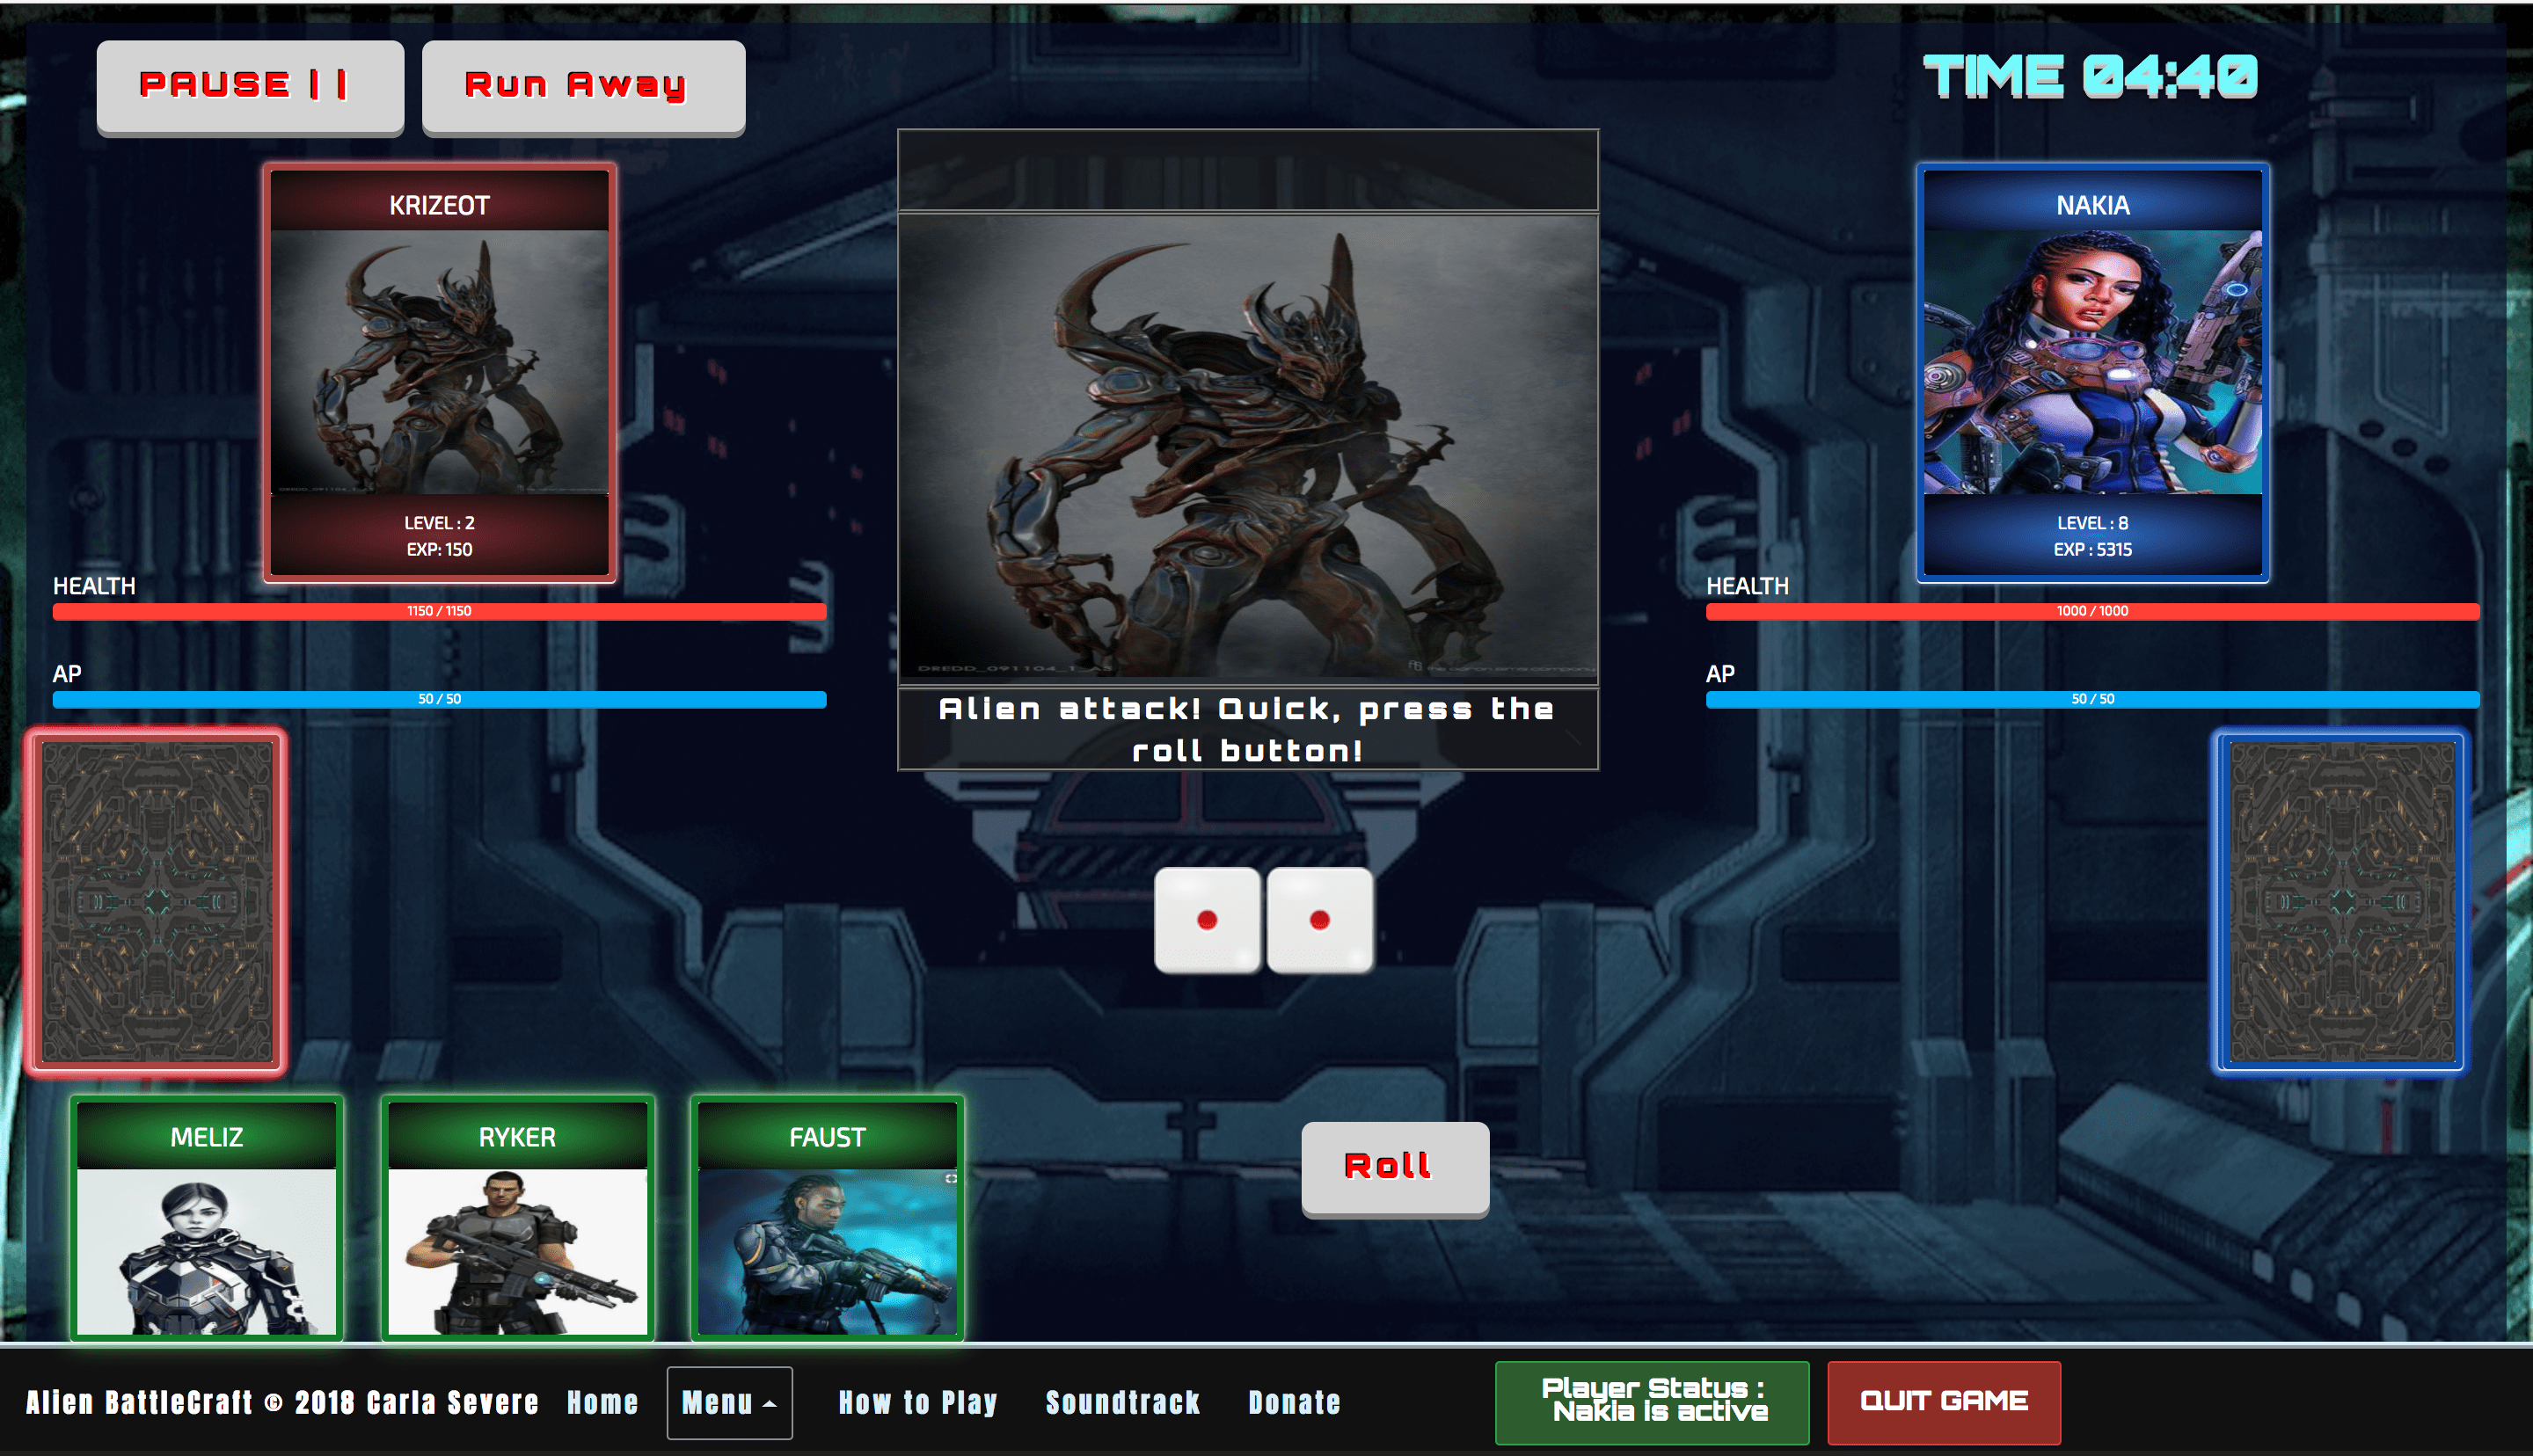 PAUSE ||
Run Away
TIME 04:40
KRIZEOT
LEVEL : 2
EXP: 150
HEALTH
1150 / 1150
AP
50 / 50
DREDD_091104_1_AS
Alien attack! Quick, press the
roll button!
NAKIA
LEVEL : 8
EXP : 5315
HEALTH
1000 / 1000
AP
50 / 50
Roll
MELIZ
RYKER
FAUST
Alien BattleCraft © 2018 Carla Severe
Home
Menu
How to Play
Soundtrack
Donate
Player Status :
Nakia is active
QUIT GAME